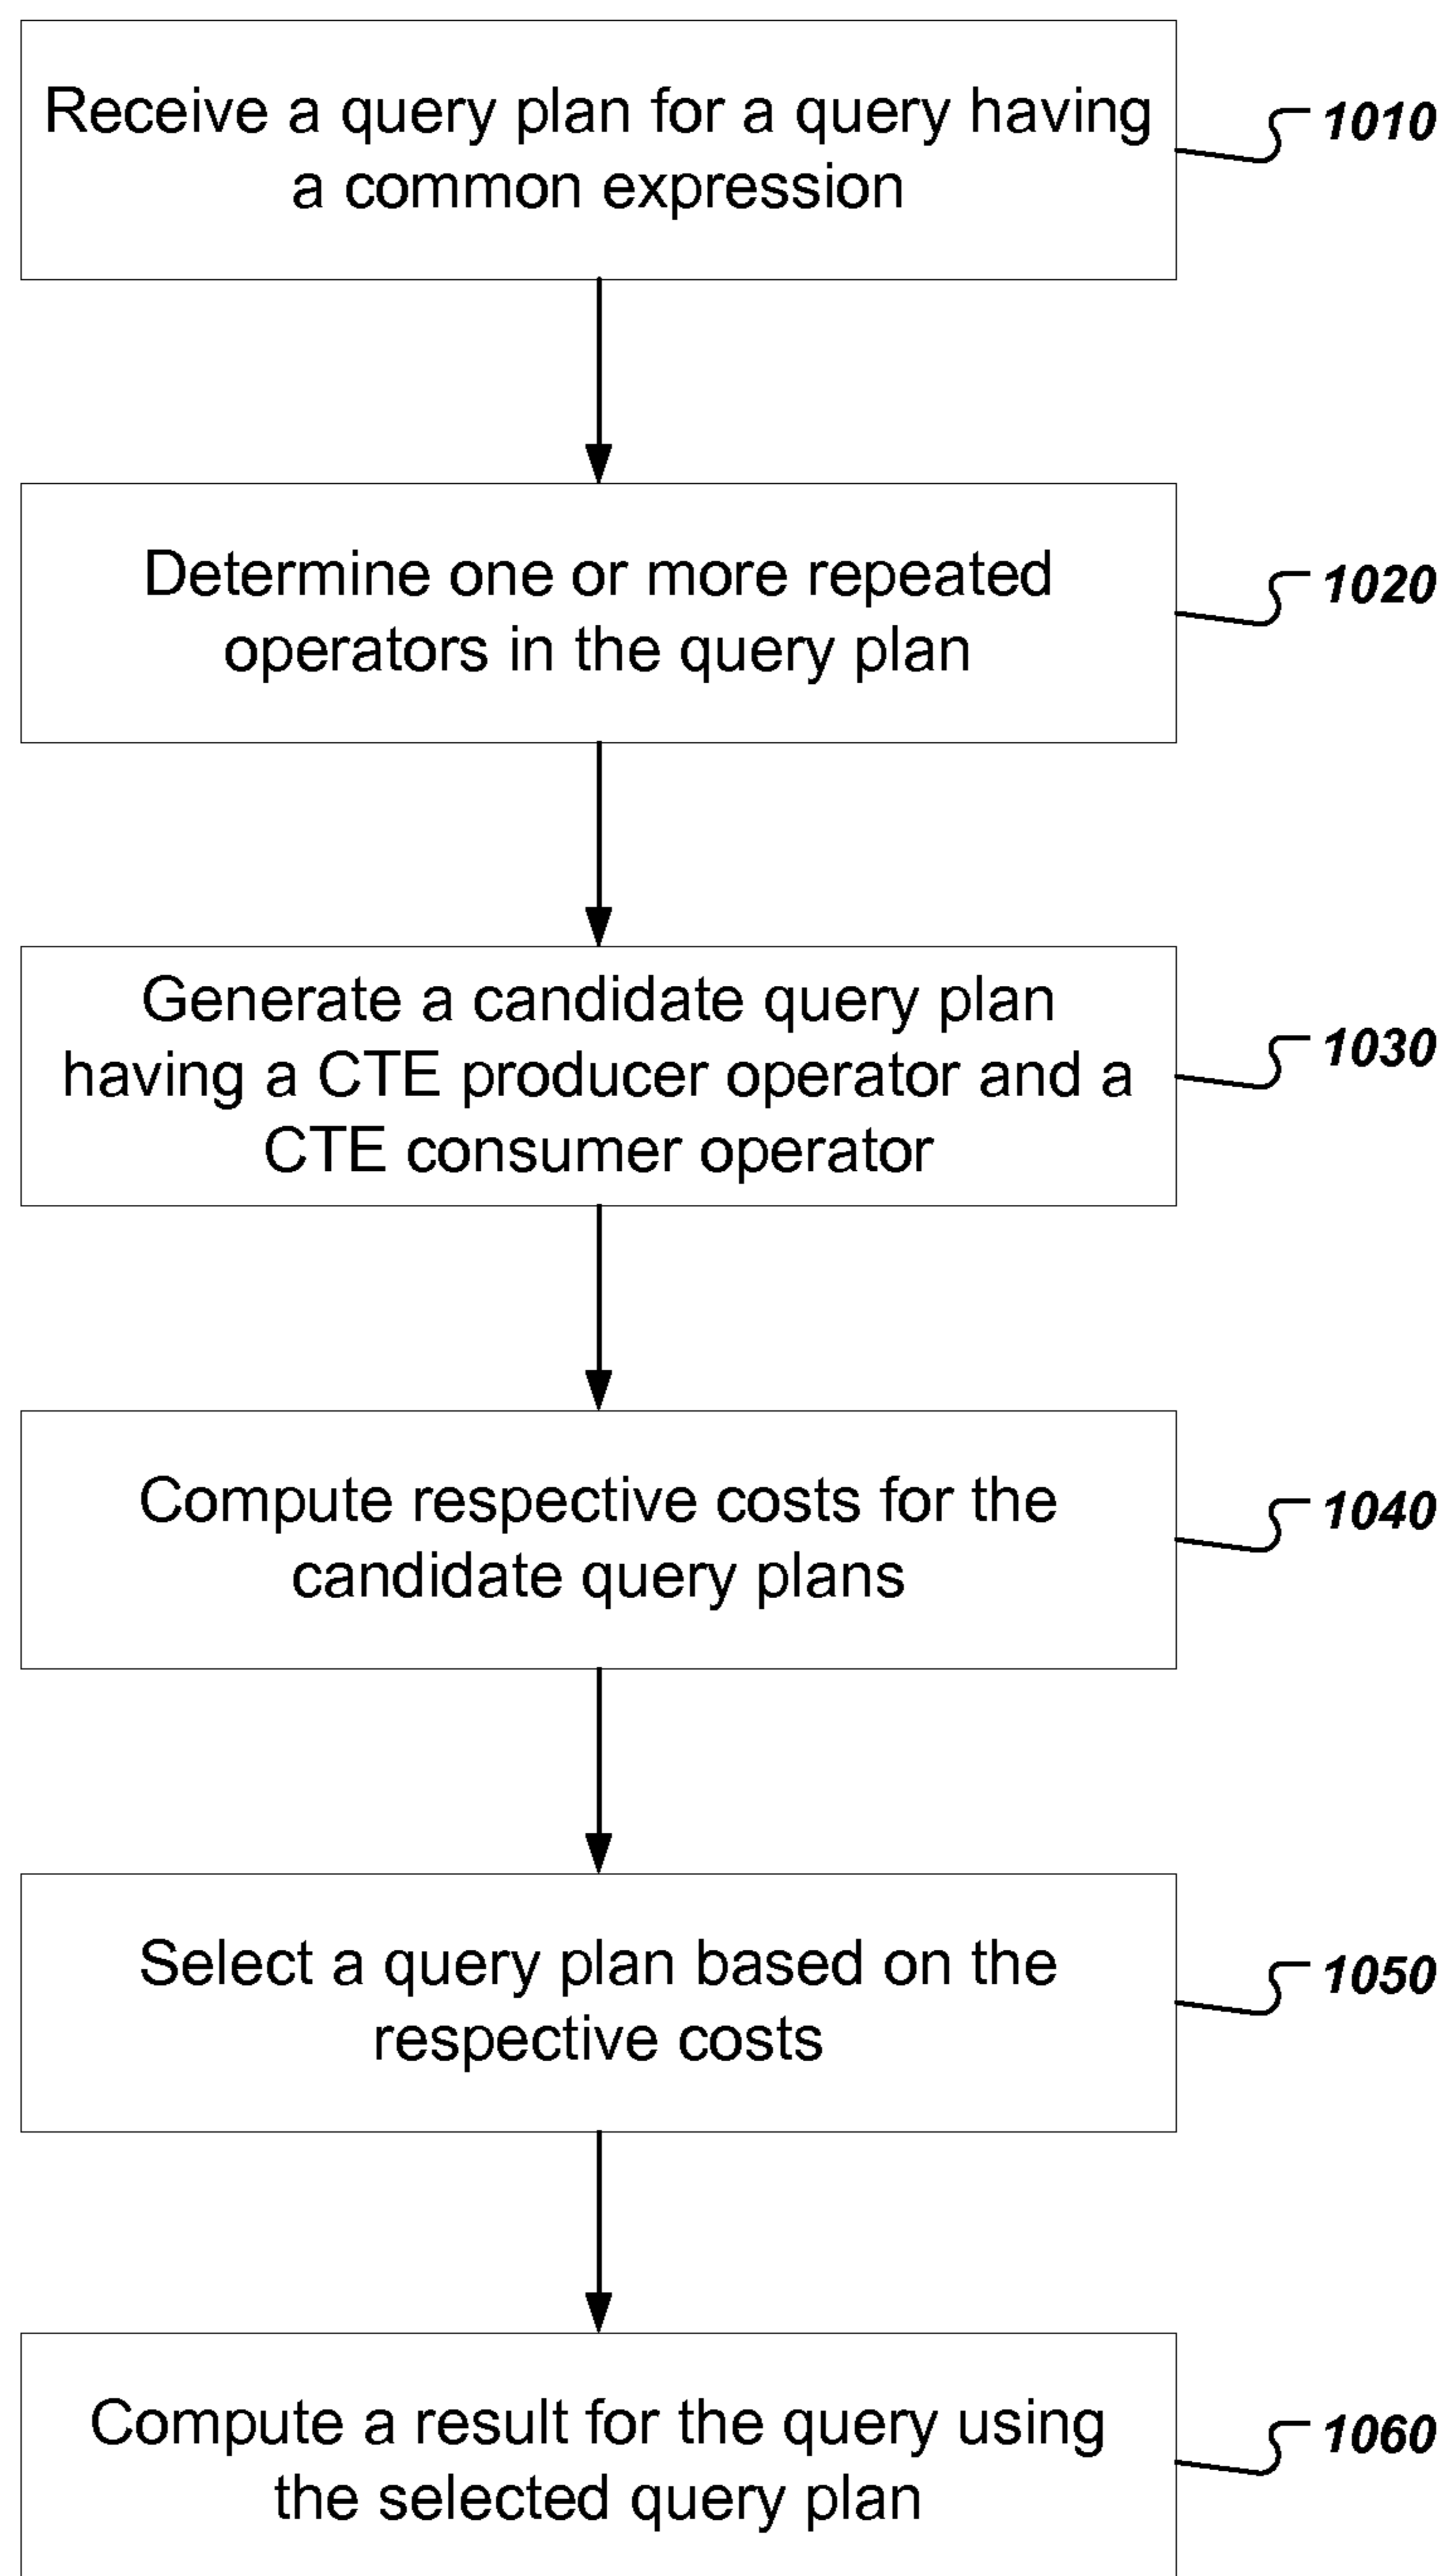 Receive a query plan for a query having
a common expression
1010
Determine one or more repeated
operators in the query plan
1020
Generate a candidate query plan
having a CTE producer operator and a
CTE consumer operator
1030
Compute respective costs for the
candidate query plans
1040
Select a query plan based on the
respective costs
1050
Compute a result for the query using
the selected query plan
1060